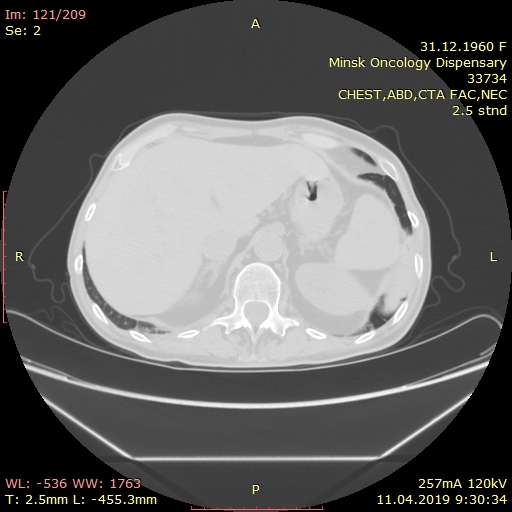 Im: 121/209
Se: 2
A
31.12.1960 F
Minsk Oncology Dispensary
33734
CHEST,ABD,CTA FAC,NEC
2.5 stnd
R
L
WL: -536 WW: 1763
T: 2.5mm L: -455.3mm
P
257mA 120kV
11.04.2019 9:30:34